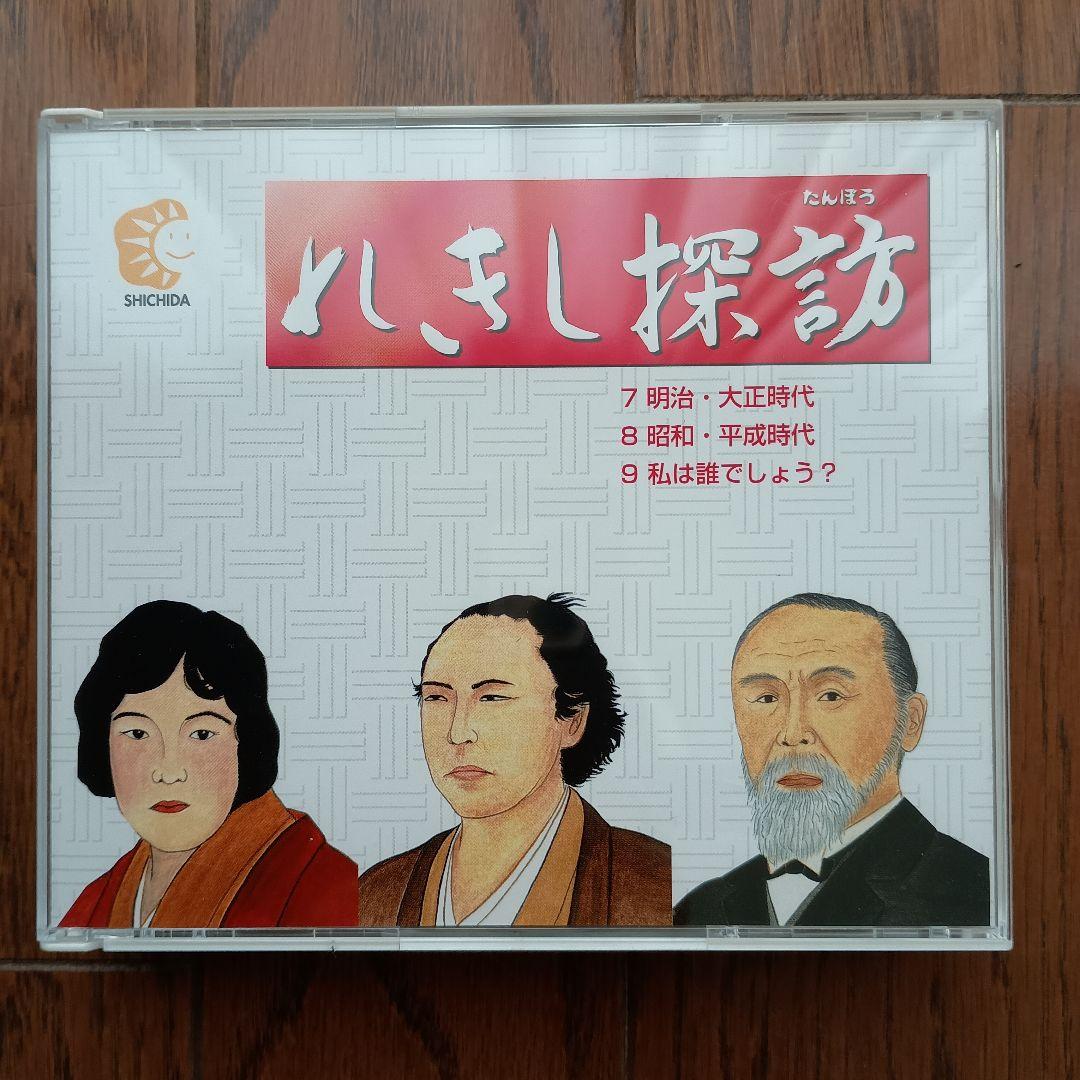 SHICHIDA
たんぼう
れきし探訪
7 明治・大正時代
8 昭和・平成時代
9 私は誰でしょう？